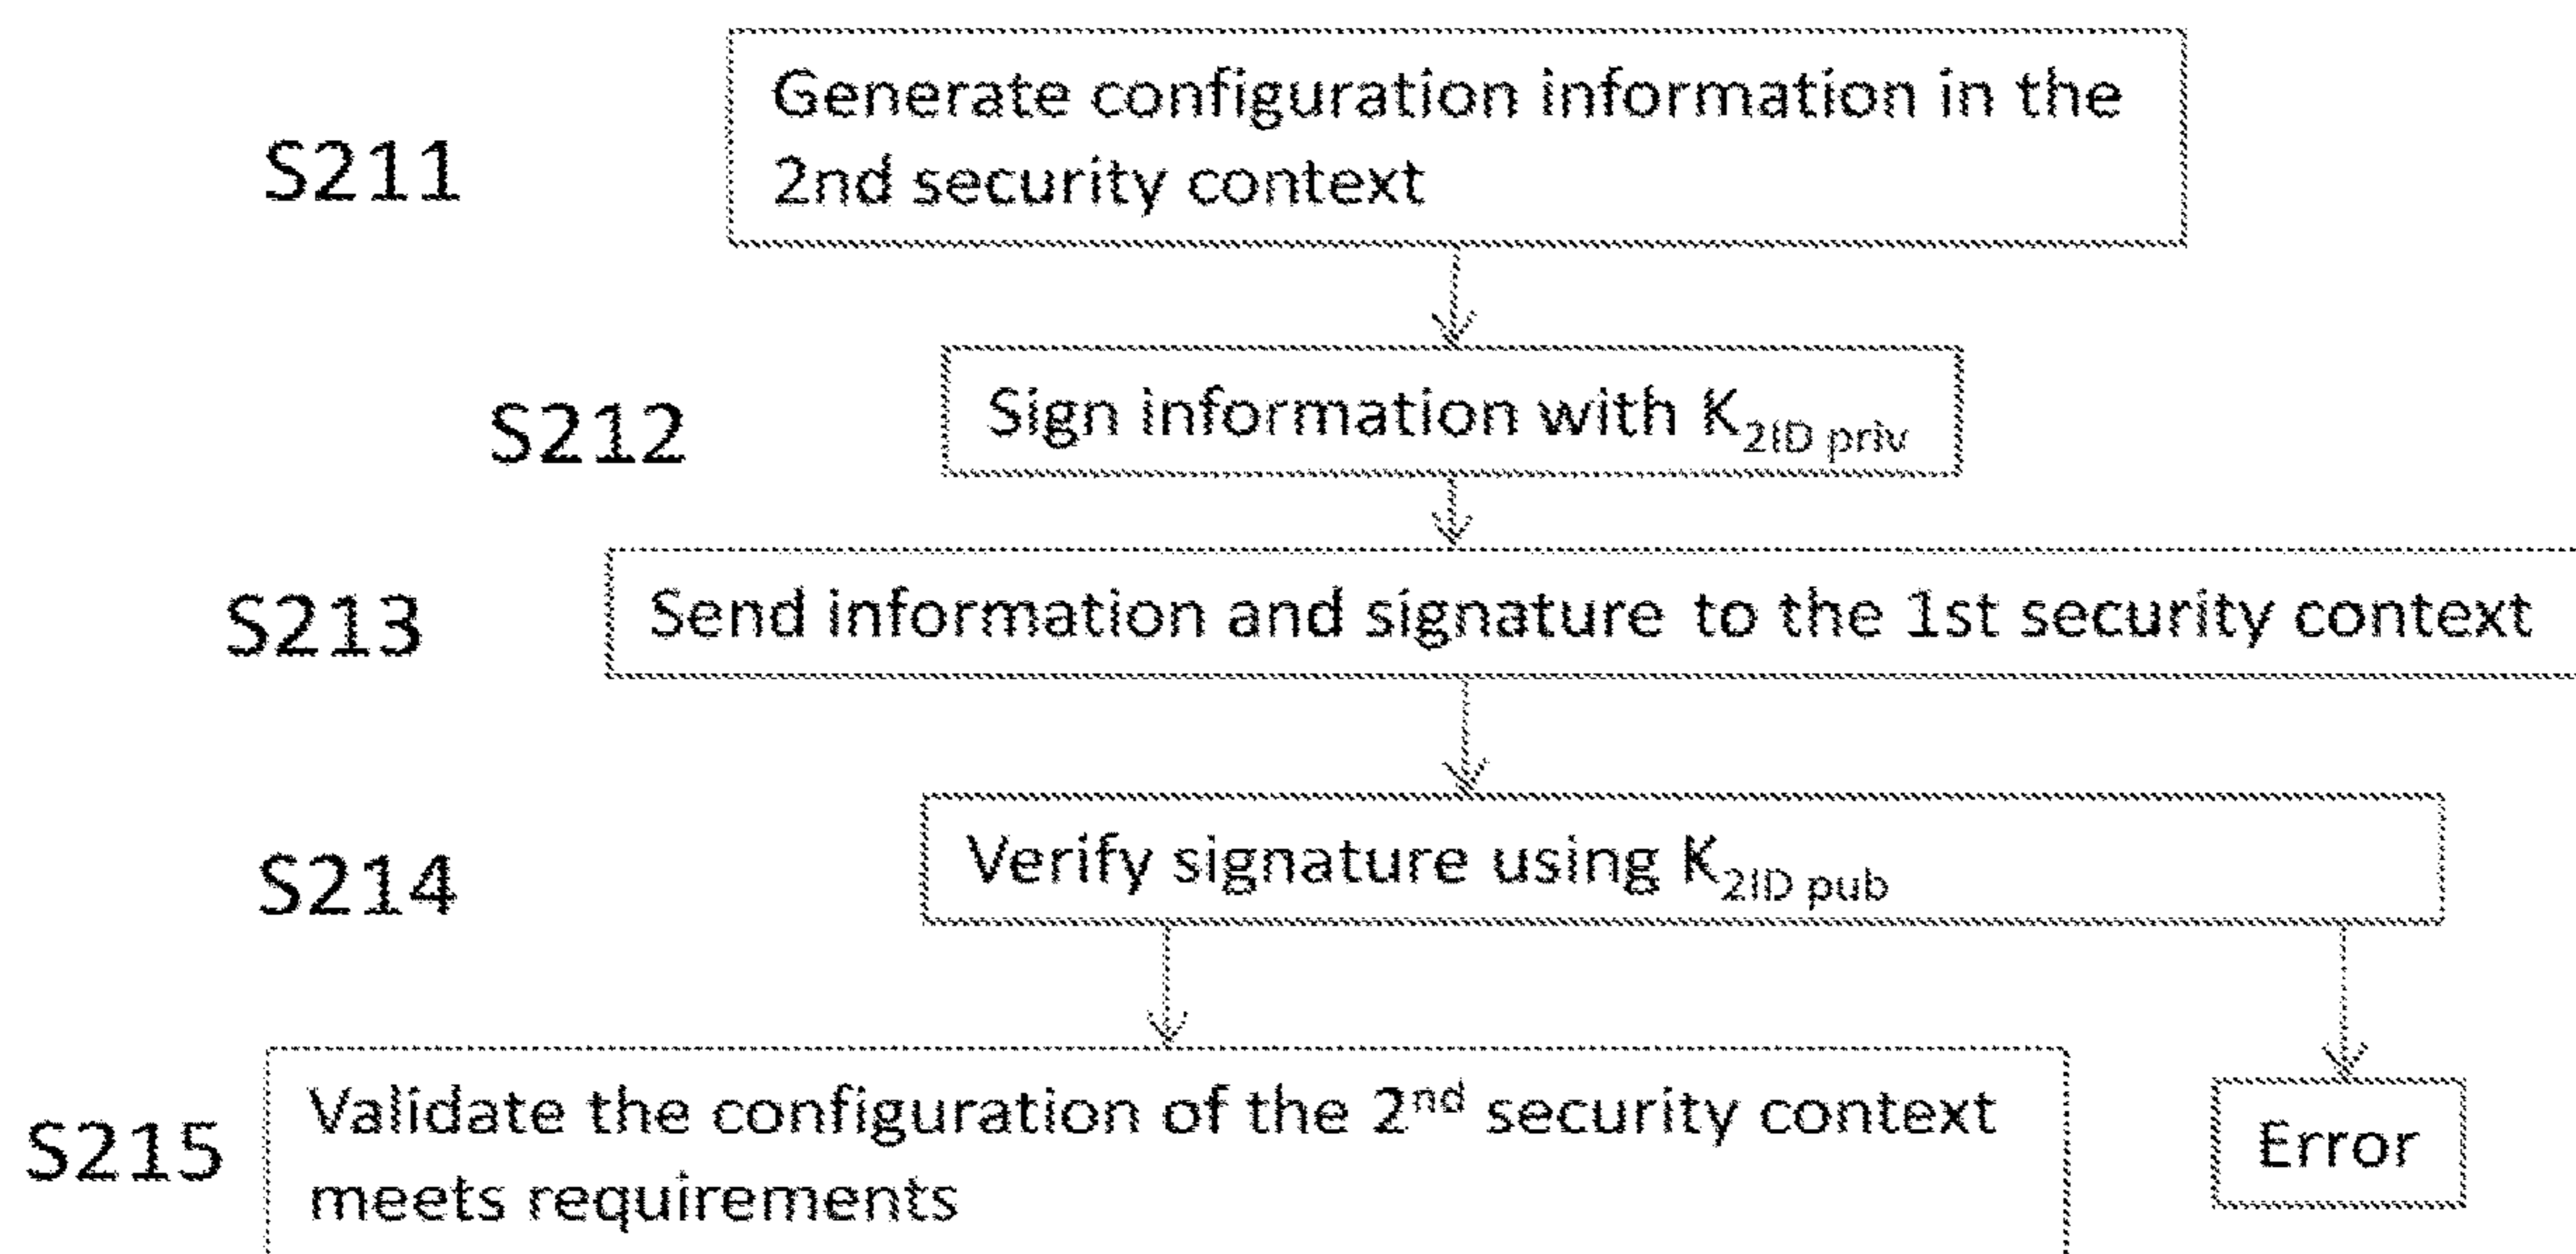 S211
Generate configuration information in the
2nd security context
S212
Sign information with K2ID priv
S213
Send information and signature to the 1st security context
S214
Verify signature using K2ID pub
S215
Validate the configuration of the 2nd security context
meets requirements
Error